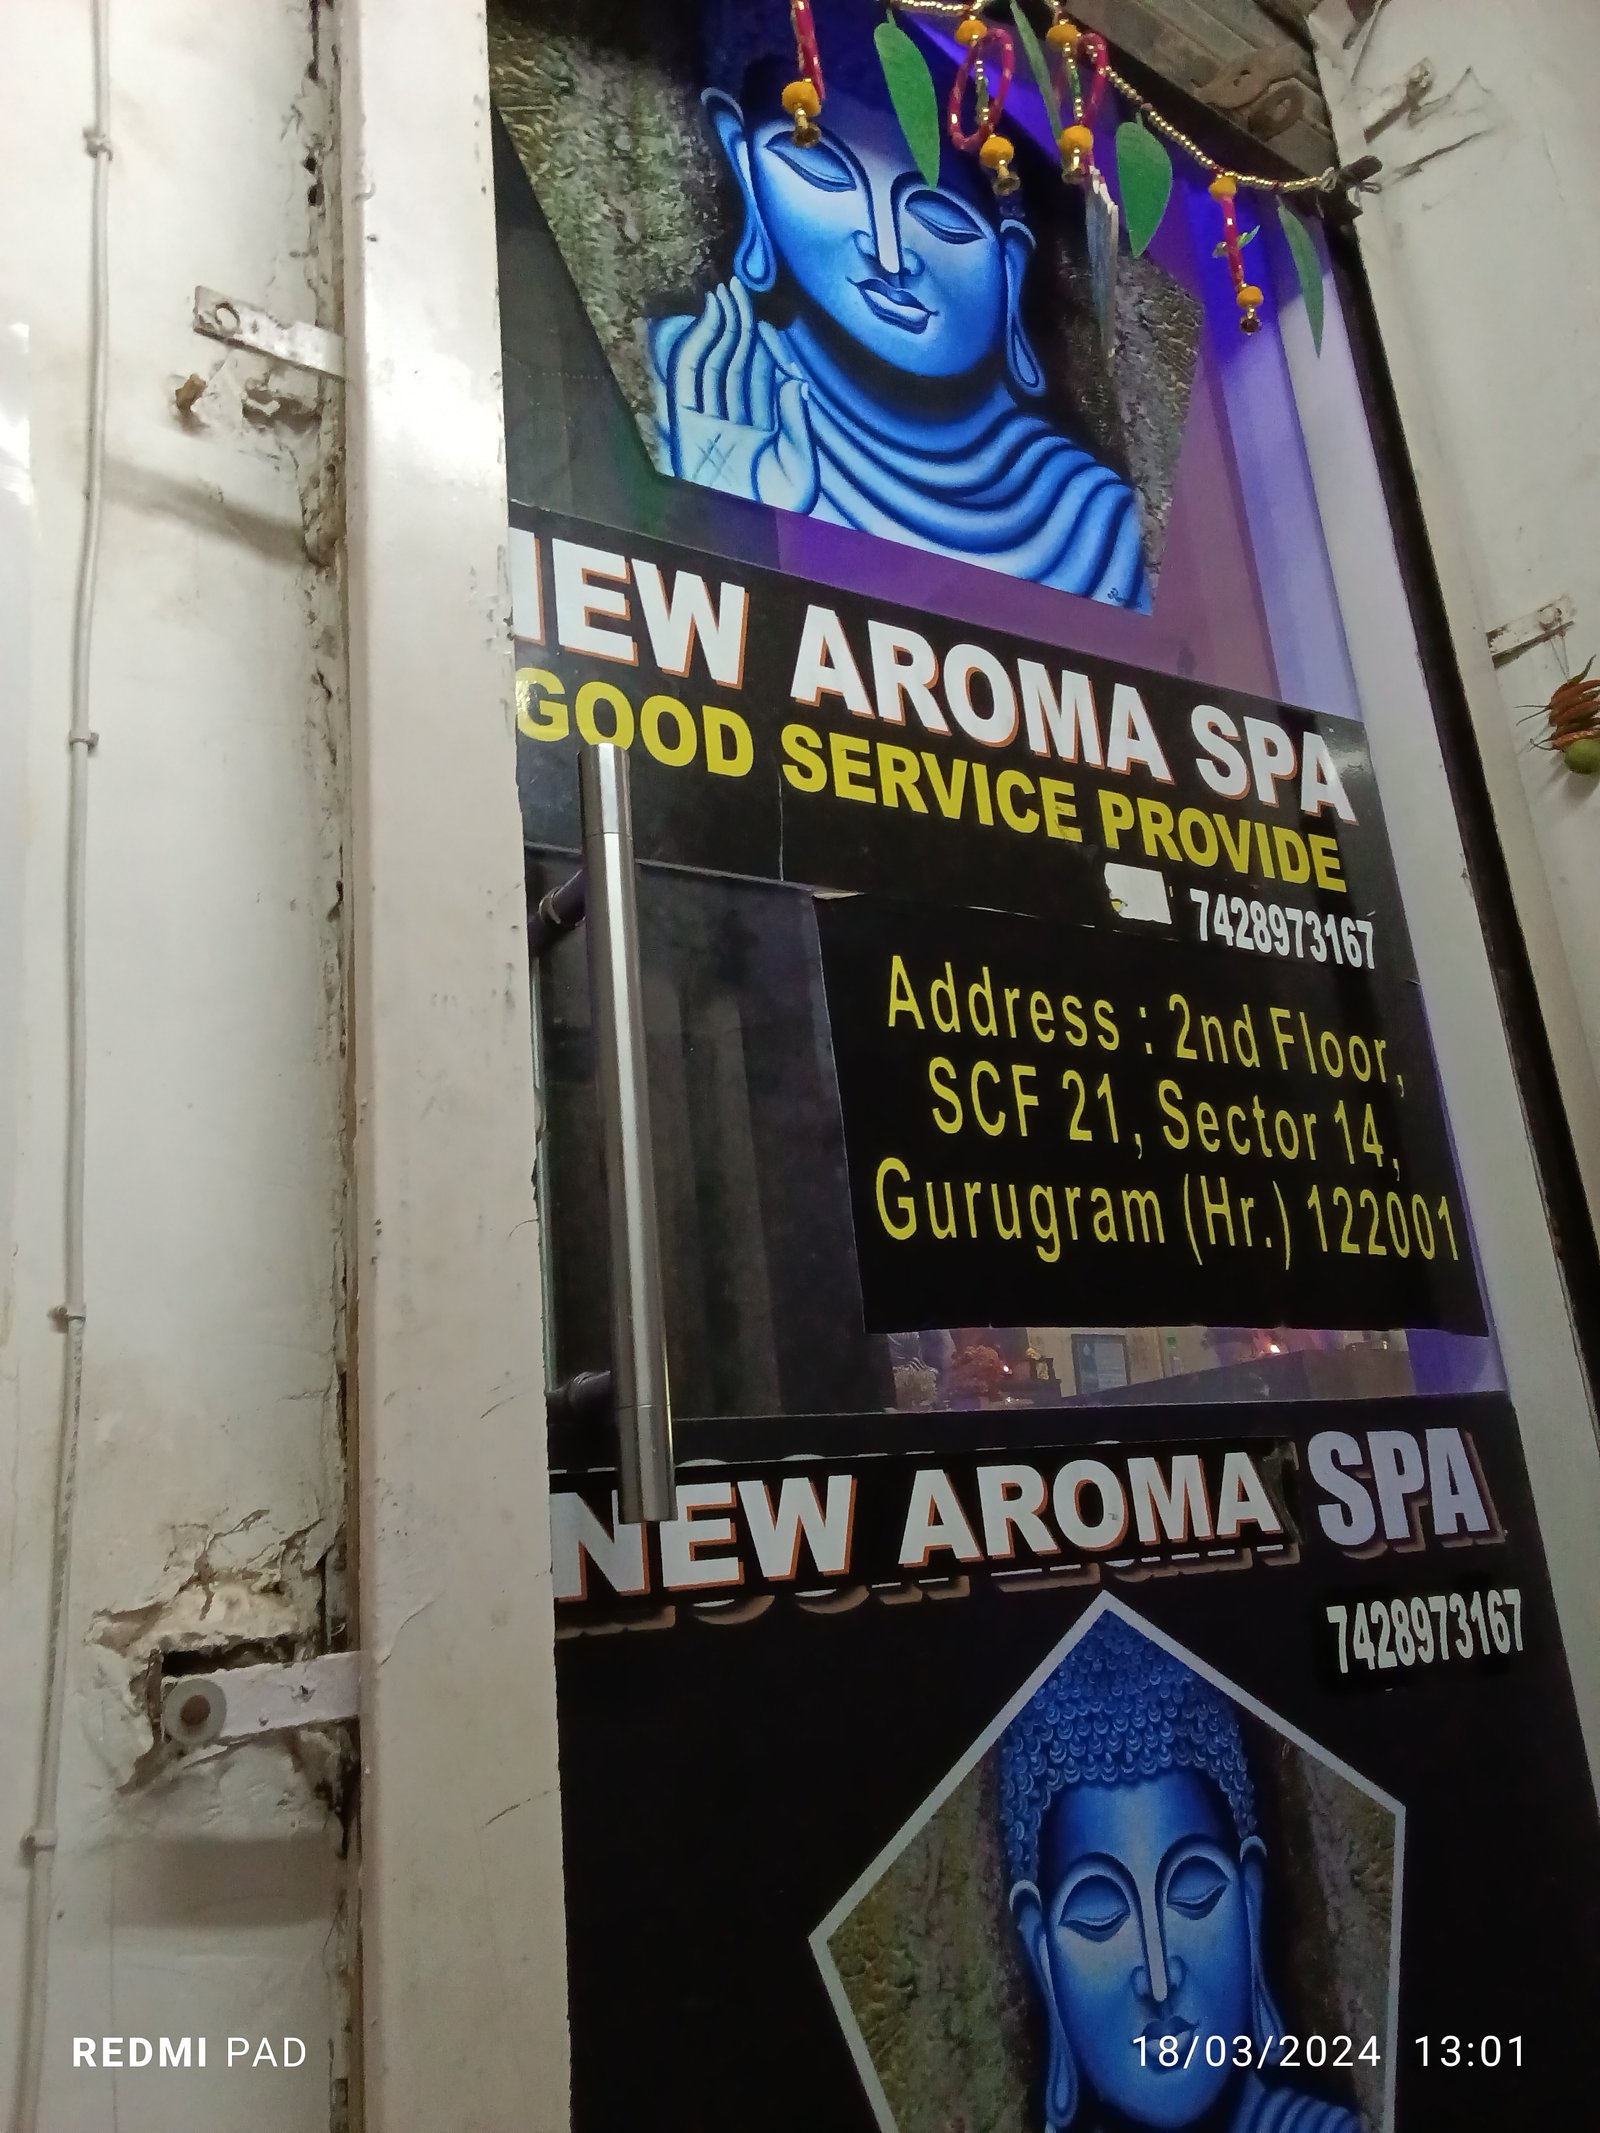 NEW AROMA SPA
GOOD SERVICE PROVIDE
7428973167
Address : 2nd Floor,
SCF 21, Sector 14,
Gurugram (Hr.) 122001
NEW AROMA SPA
7428973167
REDMI PAD
18/03/2024 13:01